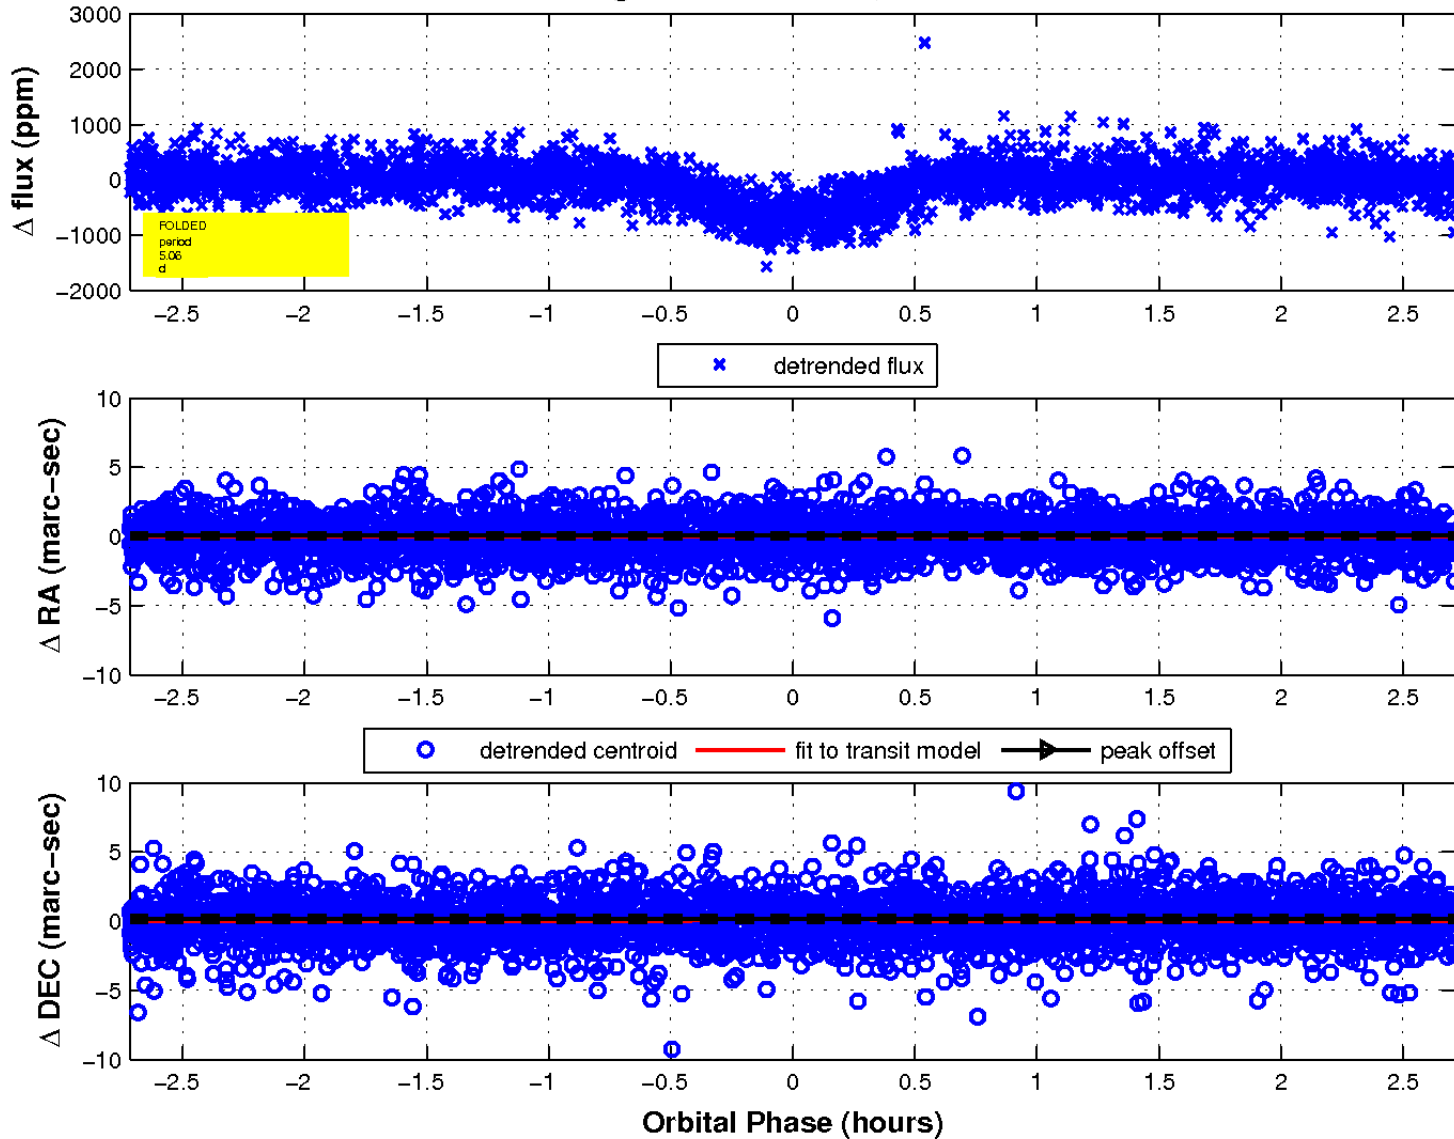 3000
2000
1000
0
−1000
−2000
Δ flux (ppm)
FOLDED
period
5.06
d
−2.5 −2 −1.5 −1 −0.5 0 0.5 1 1.5 2 2.5
detrended flux
10
5
0
−5
−10
Δ RA (marc−sec)
−2.5 −2 −1.5 −1 −0.5 0 0.5 1 1.5 2 2.5
detrended centroid fit to transit model peak offset
10
5
0
−5
−10
Δ DEC (marc−sec)
−2.5 −2 −1.5 −1 −0.5 0 0.5 1 1.5 2 2.5
Orbital Phase (hours)